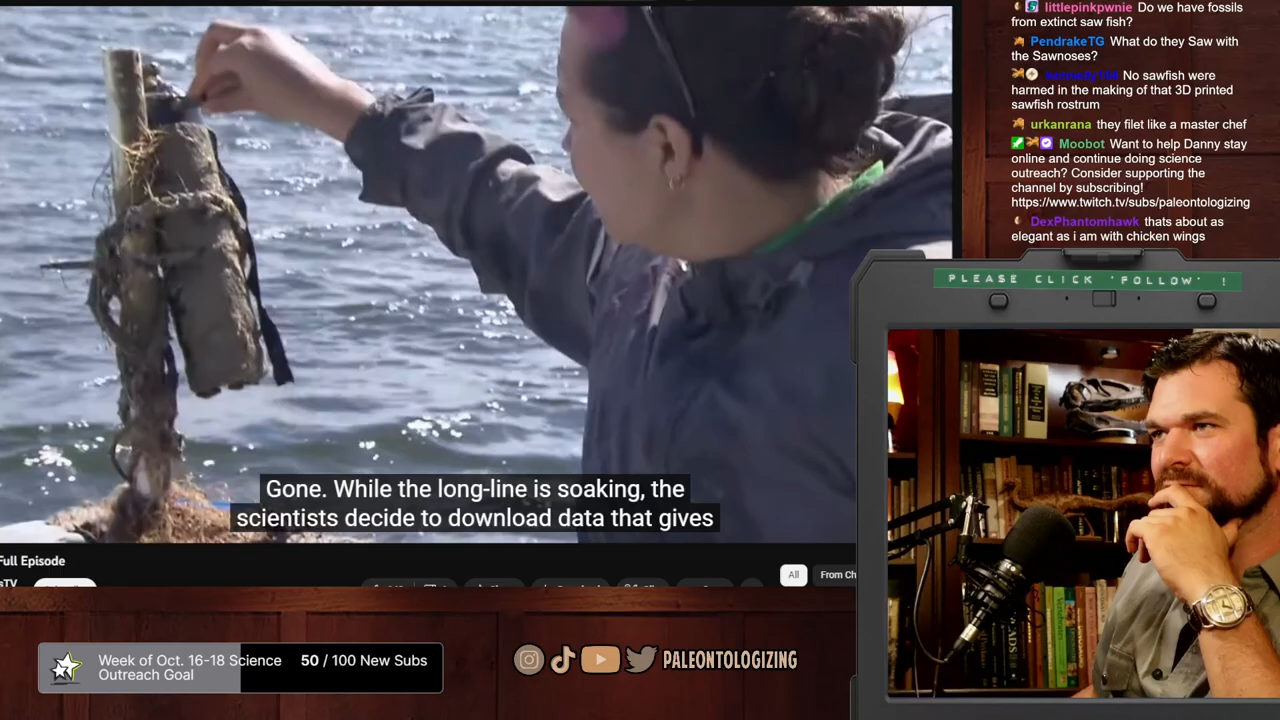 littlepinkpwnie Do we have fossils
from extinct saw fish?
PendrakeTG What do they Saw with
the Sawnoses?
No sawfish were
harmed in the making of that 3D printed
sawfish rostrum
urkanrana they filet like a master chef
Moobot Want to help Danny stay
online and continue doing science
outreach? Consider supporting the
channel by subscribing!
https://www.twitch.tv/subs/paleontologizing
DexPhantomhawk thats about as
elegant as i am with chicken wings
PLEASE CLICK "FOLLOW" !
Gone. While the long-line is soaking, the
scientists decide to download data that gives
Full Episode
sTV
All From Ch
Week of Oct. 16-18 Science
Outreach Goal
50 / 100 New Subs
PALEONTOLOGIZING